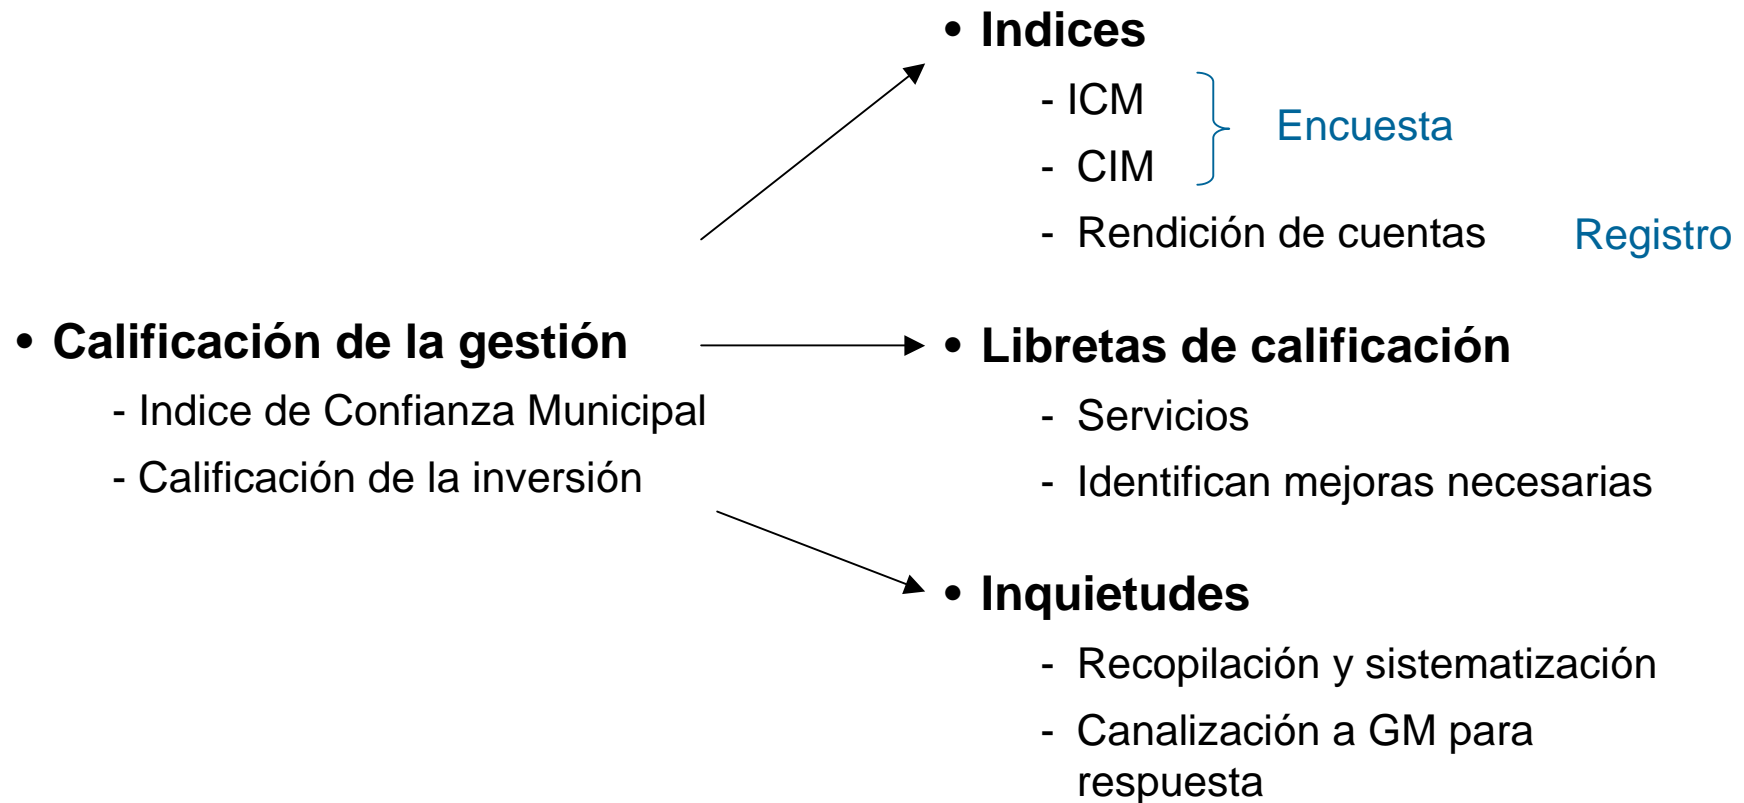 • Indices
- ICM
- CIM
Encuesta
- Rendición de cuentas
Registro
• Calificación de la gestión
- Indice de Confianza Municipal
- Calificación de la inversión
• Libretas de calificación
- Servicios
- Identifican mejoras necesarias
• Inquietudes
- Recopilación y sistematización
- Canalización a GM para
respuesta